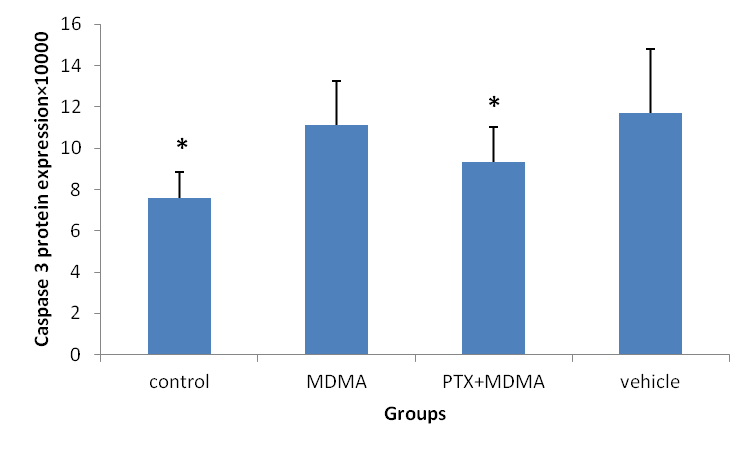 Caspase 3 protein expression×10000
16
14
12
10
8
6
4
2
0
*
*
control
MDMA
PTX+MDMA
vehicle
Groups